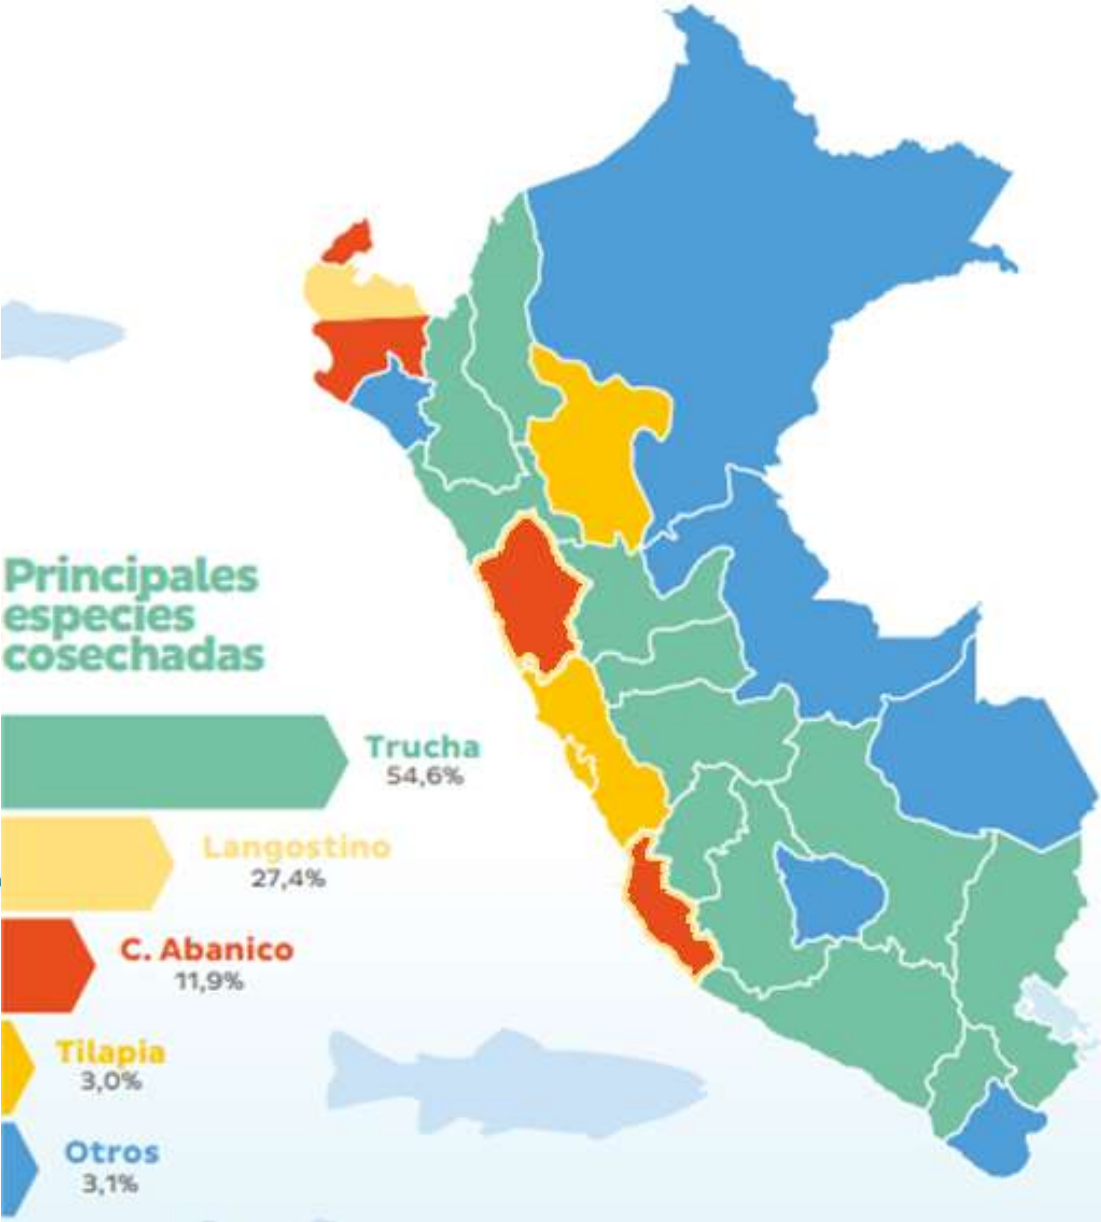 Principales
especies
cosechadas
Trucha
54,6%
Langostino
27,4%
C. Abanico
11,9%
Tilapia
3,0%
Otros
3,1%